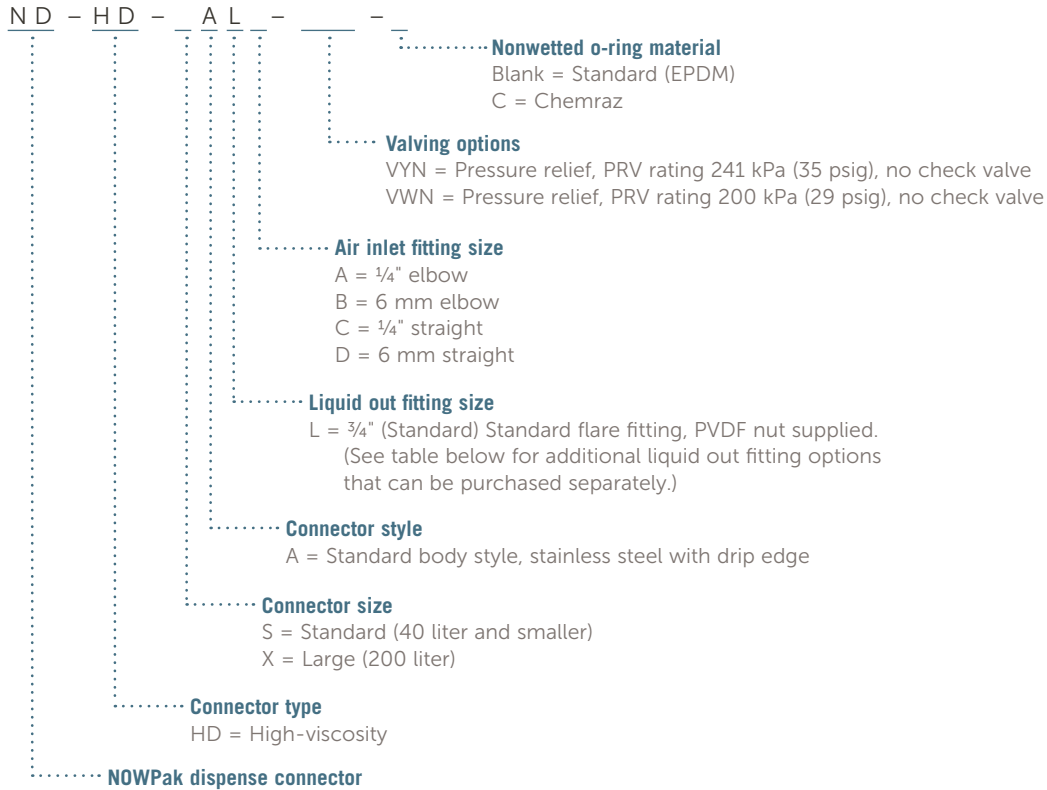 ND – HD – _ A L _ – ___ – _
Nonwetted o-ring material
Blank = Standard (EPDM)
C = Chemraz
Valving options
VYN = Pressure relief, PRV rating 241 kPa (35 psig), no check valve
VWN = Pressure relief, PRV rating 200 kPa (29 psig), no check valve
Air inlet fitting size
A = ¼" elbow
B = 6 mm elbow
C = ¼" straight
D = 6 mm straight
Liquid out fitting size
L = ¾" (Standard) Standard flare fitting, PVDF nut supplied.
(See table below for additional liquid out fitting options
that can be purchased separately.)
Connector style
A = Standard body style, stainless steel with drip edge
Connector size
S = Standard (40 liter and smaller)
X = Large (200 liter)
Connector type
HD = High-viscosity
NOWPak dispense connector